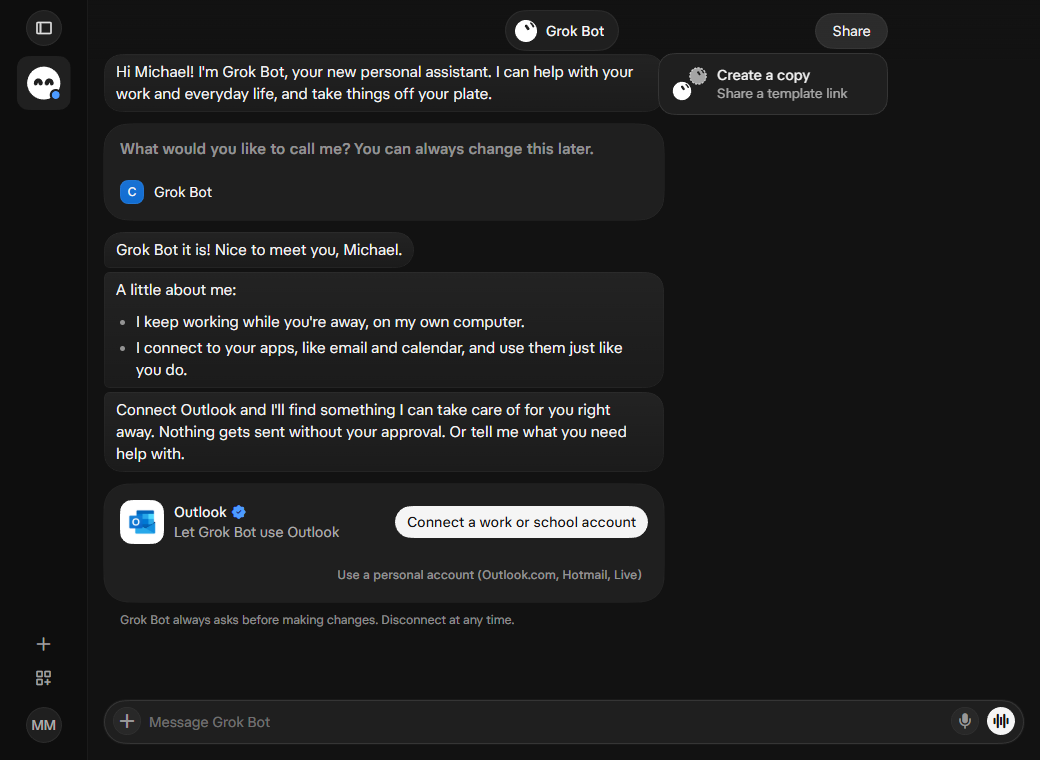 Grok Bot
Share
Hi Michael! I'm Grok Bot, your new personal assistant. I can help with your
work and everyday life, and take things off your plate.
Create a copy
Share a template link
What would you like to call me? You can always change this later.
C
Grok Bot
Grok Bot it is! Nice to meet you, Michael.
A little about me:
• I keep working while you're away, on my own computer.
• I connect to your apps, like email and calendar, and use them just like
you do.
Connect Outlook and I'll find something I can take care of for you right
away. Nothing gets sent without your approval. Or tell me what you need
help with.
Outlook
Let Grok Bot use Outlook
Connect a work or school account
Use a personal account (Outlook.com, Hotmail, Live)
Grok Bot always asks before making changes. Disconnect at any time.
MM
Message Grok Bot